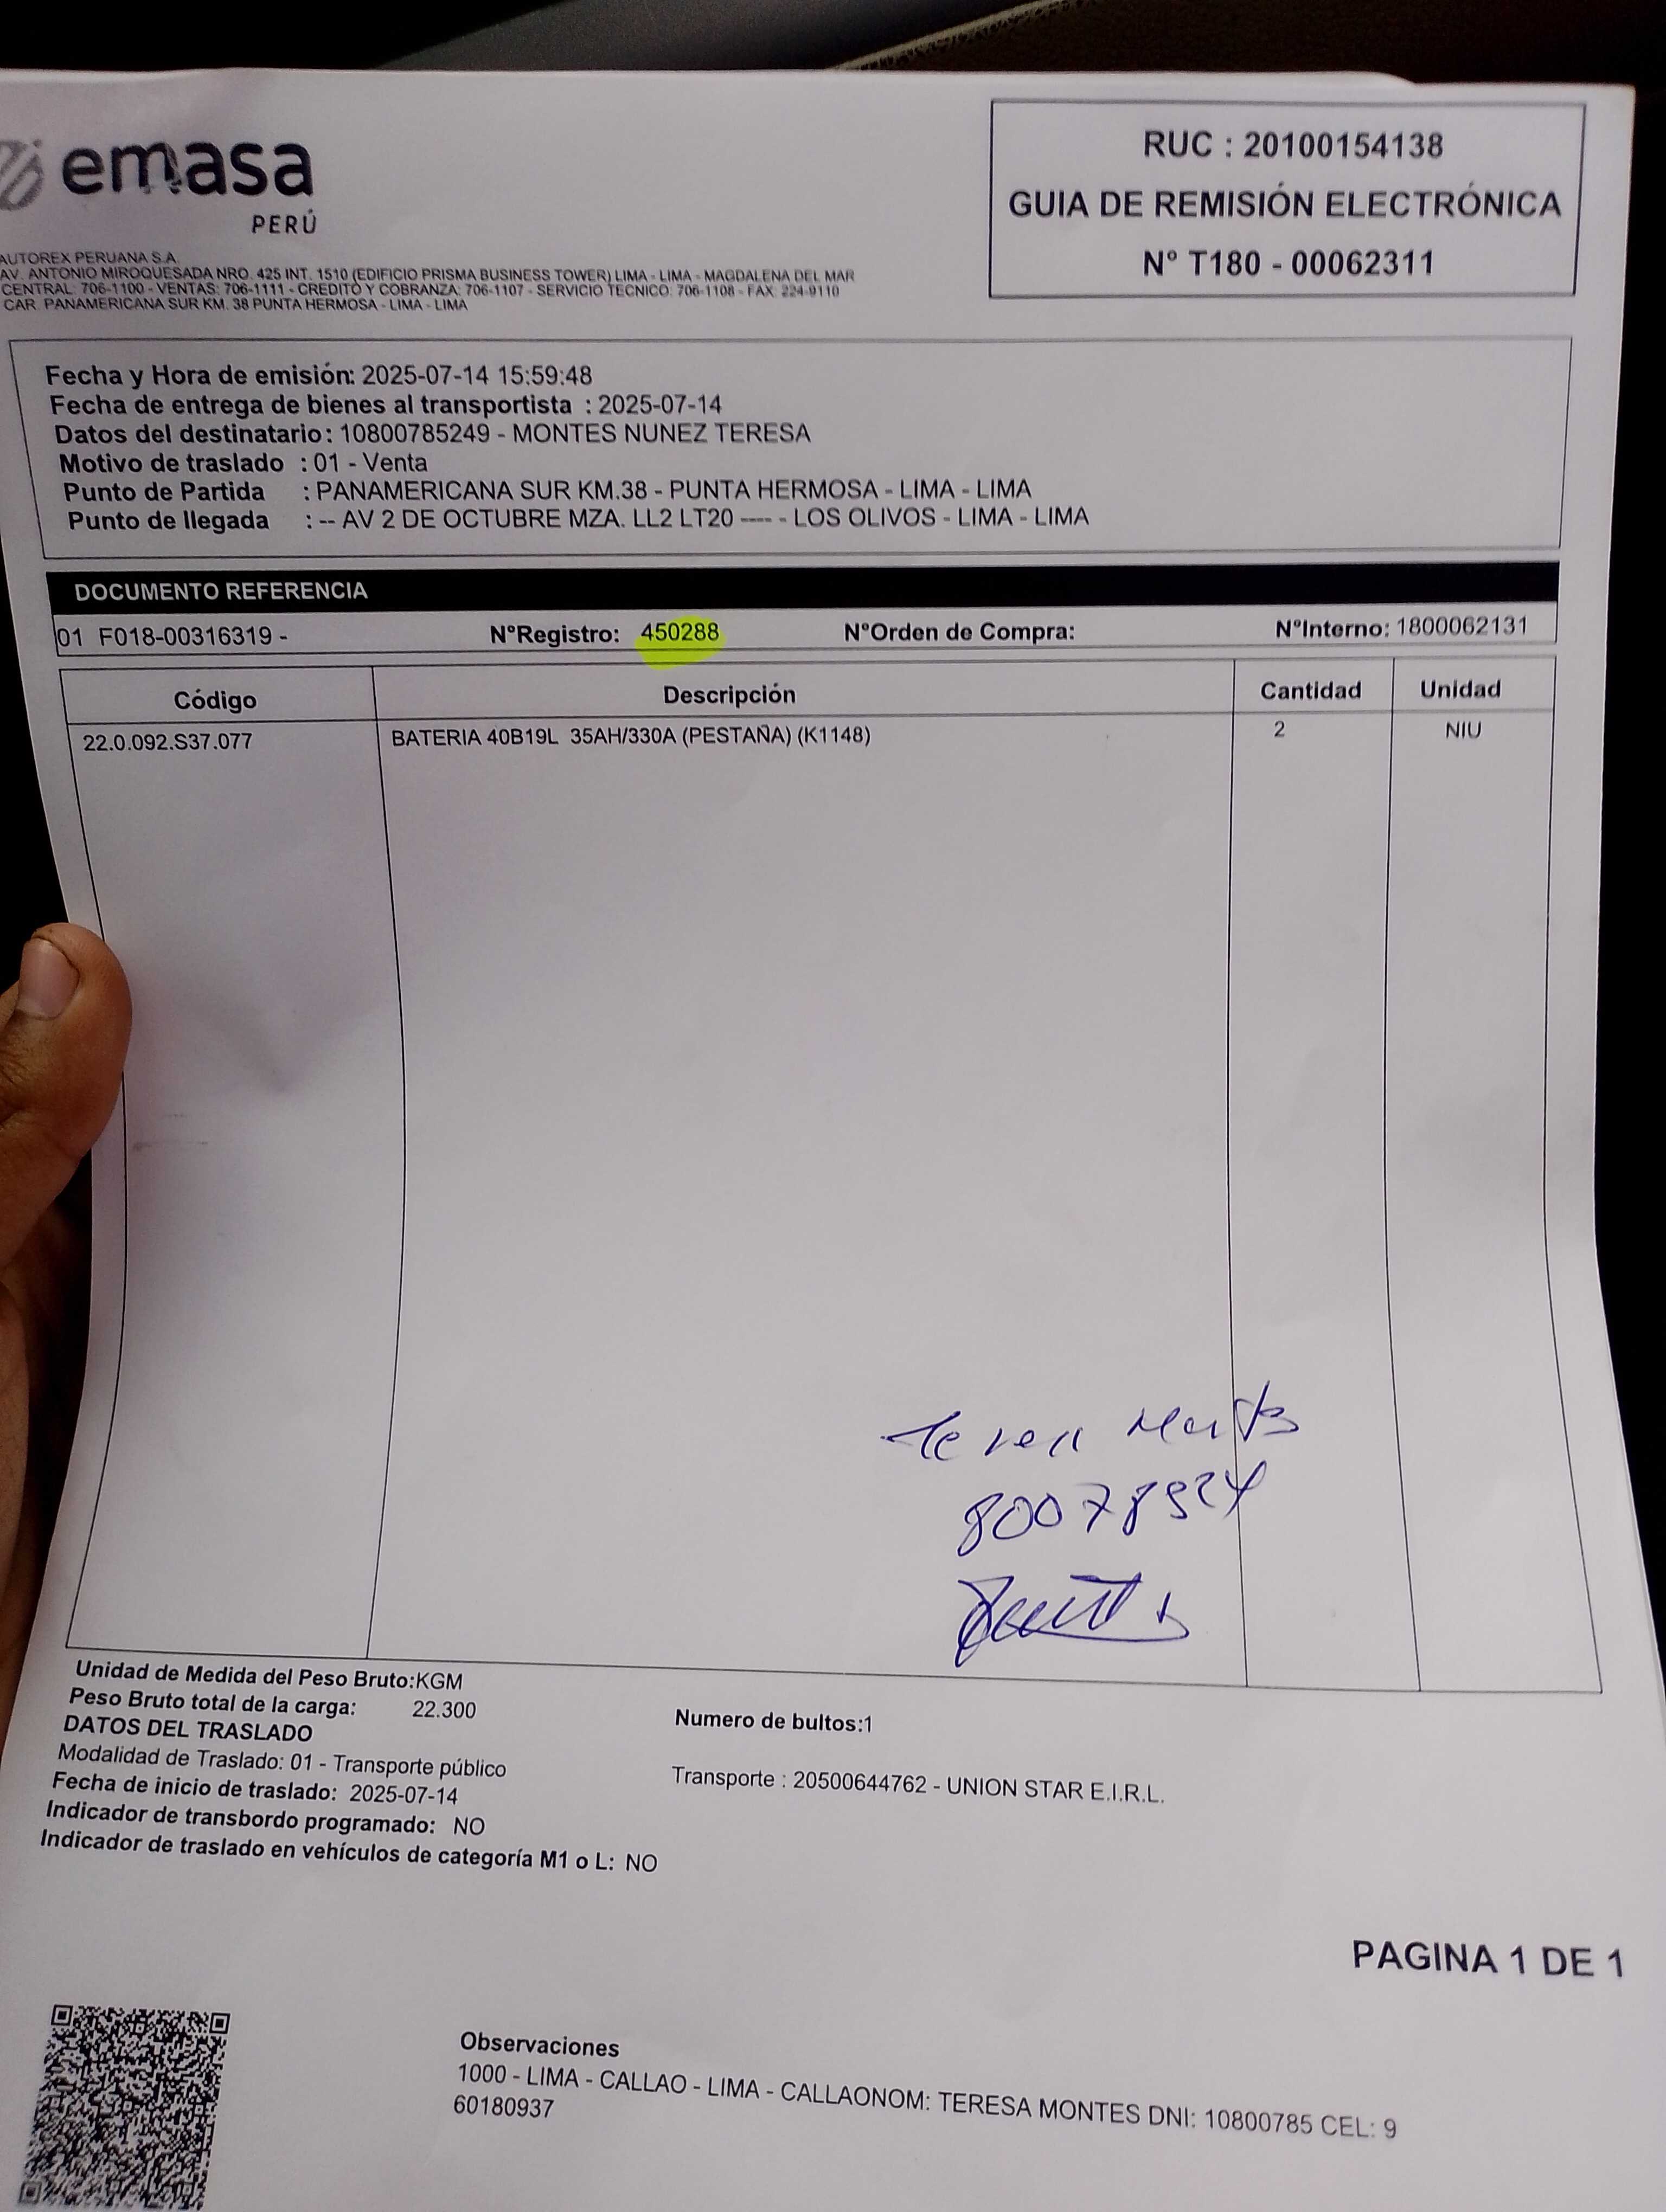 emasa
PERÚ
RUC : 20100154138
GUIA DE REMISIÓN ELECTRÓNICA
N° T180 - 00062311
AUTOREX PERUANA S.A.
AV. ANTONIO MIROQUESADA NRO. 425 INT. 1510 (EDIFICIO PRISMA BUSINESS TOWER) LIMA - LIMA - MAGDALENA DEL MAR
CENTRAL: 706-1100 - VENTAS: 706-1111 - CREDITO Y COBRANZA: 706-1107 - SERVICIO TECNICO: 706-1108 - FAX: 224-9110
CAR. PANAMERICANA SUR KM. 38 PUNTA HERMOSA - LIMA - LIMA
Fecha y Hora de emisión: 2025-07-14 15:59:48
Fecha de entrega de bienes al transportista : 2025-07-14
Datos del destinatario: 10800785249 - MONTES NUNEZ TERESA
Motivo de traslado : 01 - Venta
Punto de Partida : PANAMERICANA SUR KM.38 - PUNTA HERMOSA - LIMA - LIMA
Punto de llegada : -- AV 2 DE OCTUBRE MZA. LL2 LT20 ---- - LOS OLIVOS - LIMA - LIMA
DOCUMENTO REFERENCIA
01 F018-00316319 - N°Registro: 450288 N°Orden de Compra: N°Interno: 1800062131
Código Descripción Cantidad Unidad
22.0.092.S37.077 BATERIA 40B19L 35AH/330A (PESTAÑA) (K1148) 2 NIU
Teresa Montes
80078524
Unidad de Medida del Peso Bruto:KGM
Peso Bruto total de la carga: 22.300
Numero de bultos:1
DATOS DEL TRASLADO
Modalidad de Traslado: 01 - Transporte público
Transporte : 20500644762 - UNION STAR E.I.R.L.
Fecha de inicio de traslado: 2025-07-14
Indicador de transbordo programado: NO
Indicador de traslado en vehículos de categoría M1 o L: NO
PAGINA 1 DE 1
Observaciones
1000 - LIMA - CALLAO - LIMA - CALLAONOM: TERESA MONTES DNI: 10800785 CEL: 9
60180937